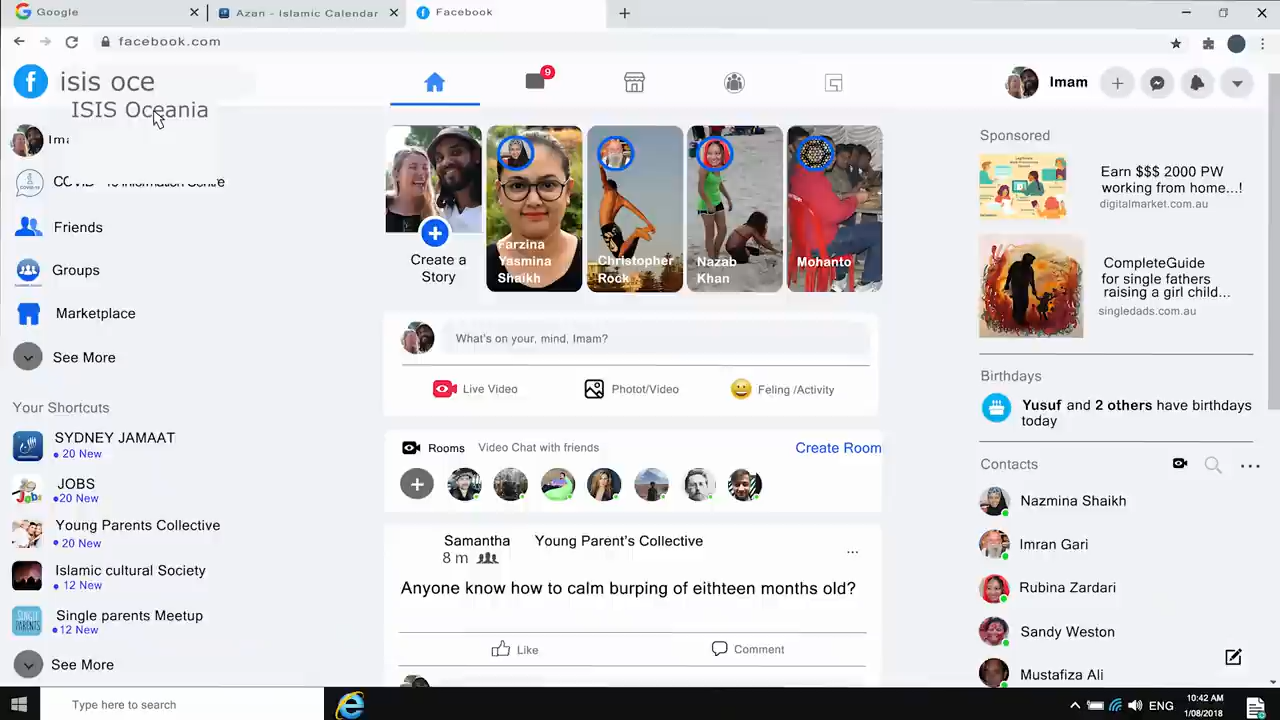 Google
Azan - Islamic Calendar
Facebook
facebook.com
isis oce
ISIS Oceania
9
Imam
Friends
Groups
Marketplace
See More
Your Shortcuts
SYDNEY JAMAAT
20 New
JOBS
20 New
Young Parents Collective
20 New
Islamic cultural Society
12 New
Single parents Meetup
12 New
See More
Create a
Story
Farzina
Yasmina
Shaikh
Christopher
Rock
Nazab
Khan
Mohanto
What's on your, mind, Imam?
Live Video
Photot/Video
Feling /Activity
Rooms
Video Chat with friends
Create Room
Samantha
Young Parent's Collective
8 m
...
Anyone know how to calm burping of eithteen months old?
Like
Comment
Sponsored
Earn $$$ 2000 PW
working from home...!
digitalmarket.com.au
CompleteGuide
for single fathers
raising a girl child...
singledads.com.au
Birthdays
Yusuf and 2 others have birthdays
today
Contacts
Nazmina Shaikh
Imran Gari
Rubina Zardari
Sandy Weston
Mustafiza Ali
Type here to search
ENG
10:42 AM
1/08/2018